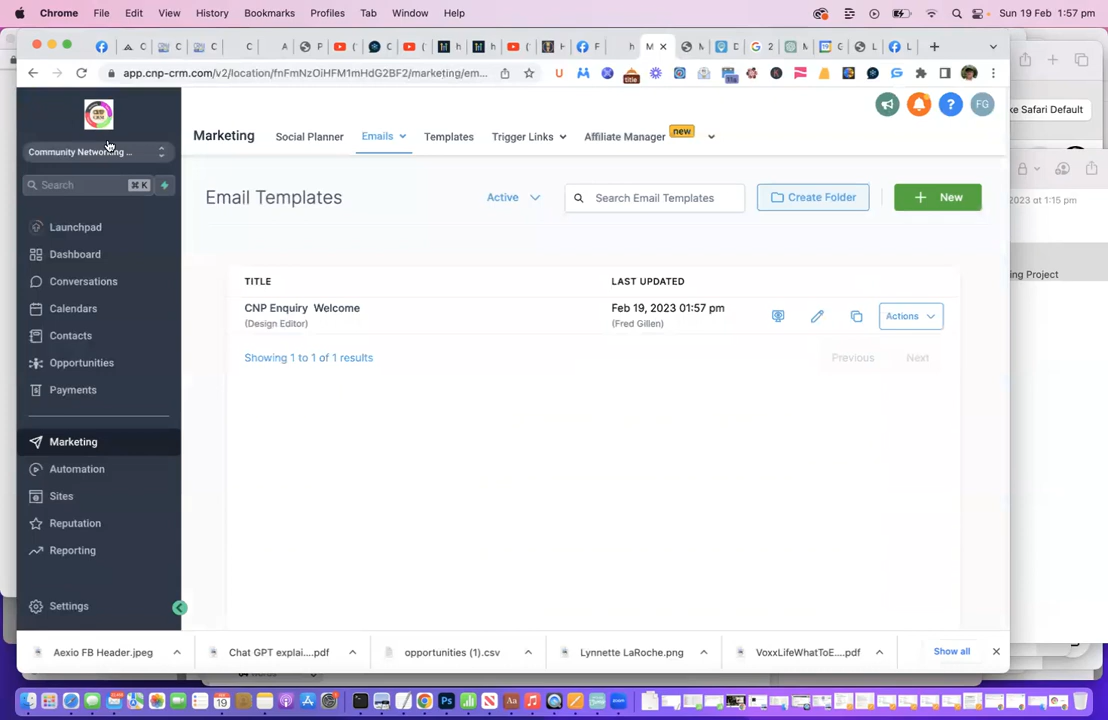 Chrome File Edit View History Bookmarks Profiles Tab Window Help Sun 19 Feb 1:57 pm
app.cnp-crm.com/v2/location/fnFmNzOiHFM1mHdG2BF2/marketing/em...
ke Safari Default
Community Networking ...
Search ⌘ K
Launchpad
Dashboard
Conversations
Calendars
Contacts
Opportunities
Payments
Marketing
Automation
Sites
Reputation
Reporting
Settings
FG
Marketing Social Planner Emails Templates Trigger Links Affiliate Manager new
Email Templates Active Search Email Templates Create Folder + New
TITLE LAST UPDATED
CNP Enquiry Welcome Feb 19, 2023 01:57 pm
(Design Editor) (Fred Gillen) Actions
Showing 1 to 1 of 1 results Previous Next
2023 at 1:15 pm
ing Project
Aexio FB Header.jpeg Chat GPT explai....pdf opportunities (1).csv Lynnette LaRoche.png VoxxLifeWhatToE....pdf Show all